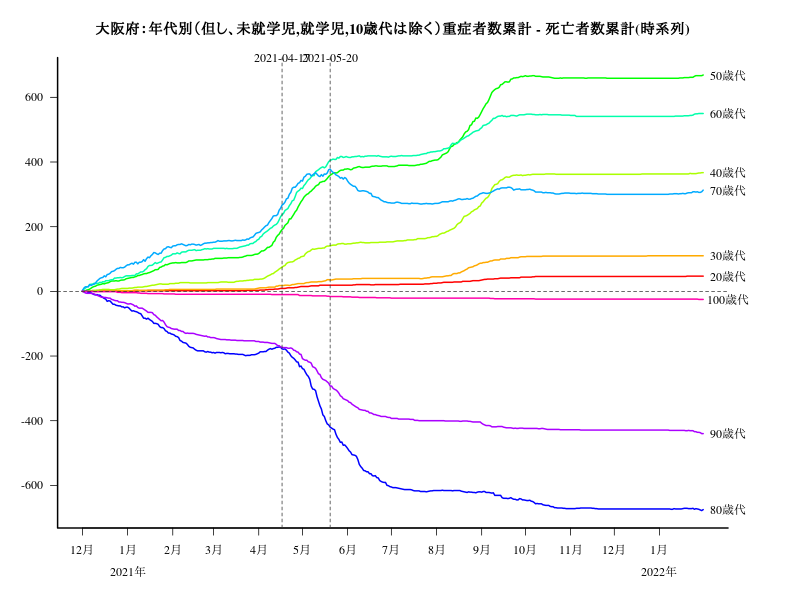 大阪府：年代別（但し、未就学児,就学児,10歳代は除く）重症者数累計 - 死亡者数累計(時系列)
2021-04-17 2021-05-20
600
400
200
0
-200
-400
-600
50歳代
60歳代
40歳代
70歳代
30歳代
20歳代
100歳代
90歳代
80歳代
12月 1月 2月 3月 4月 5月 6月 7月 8月 9月 10月 11月 12月 1月
2021年 2022年